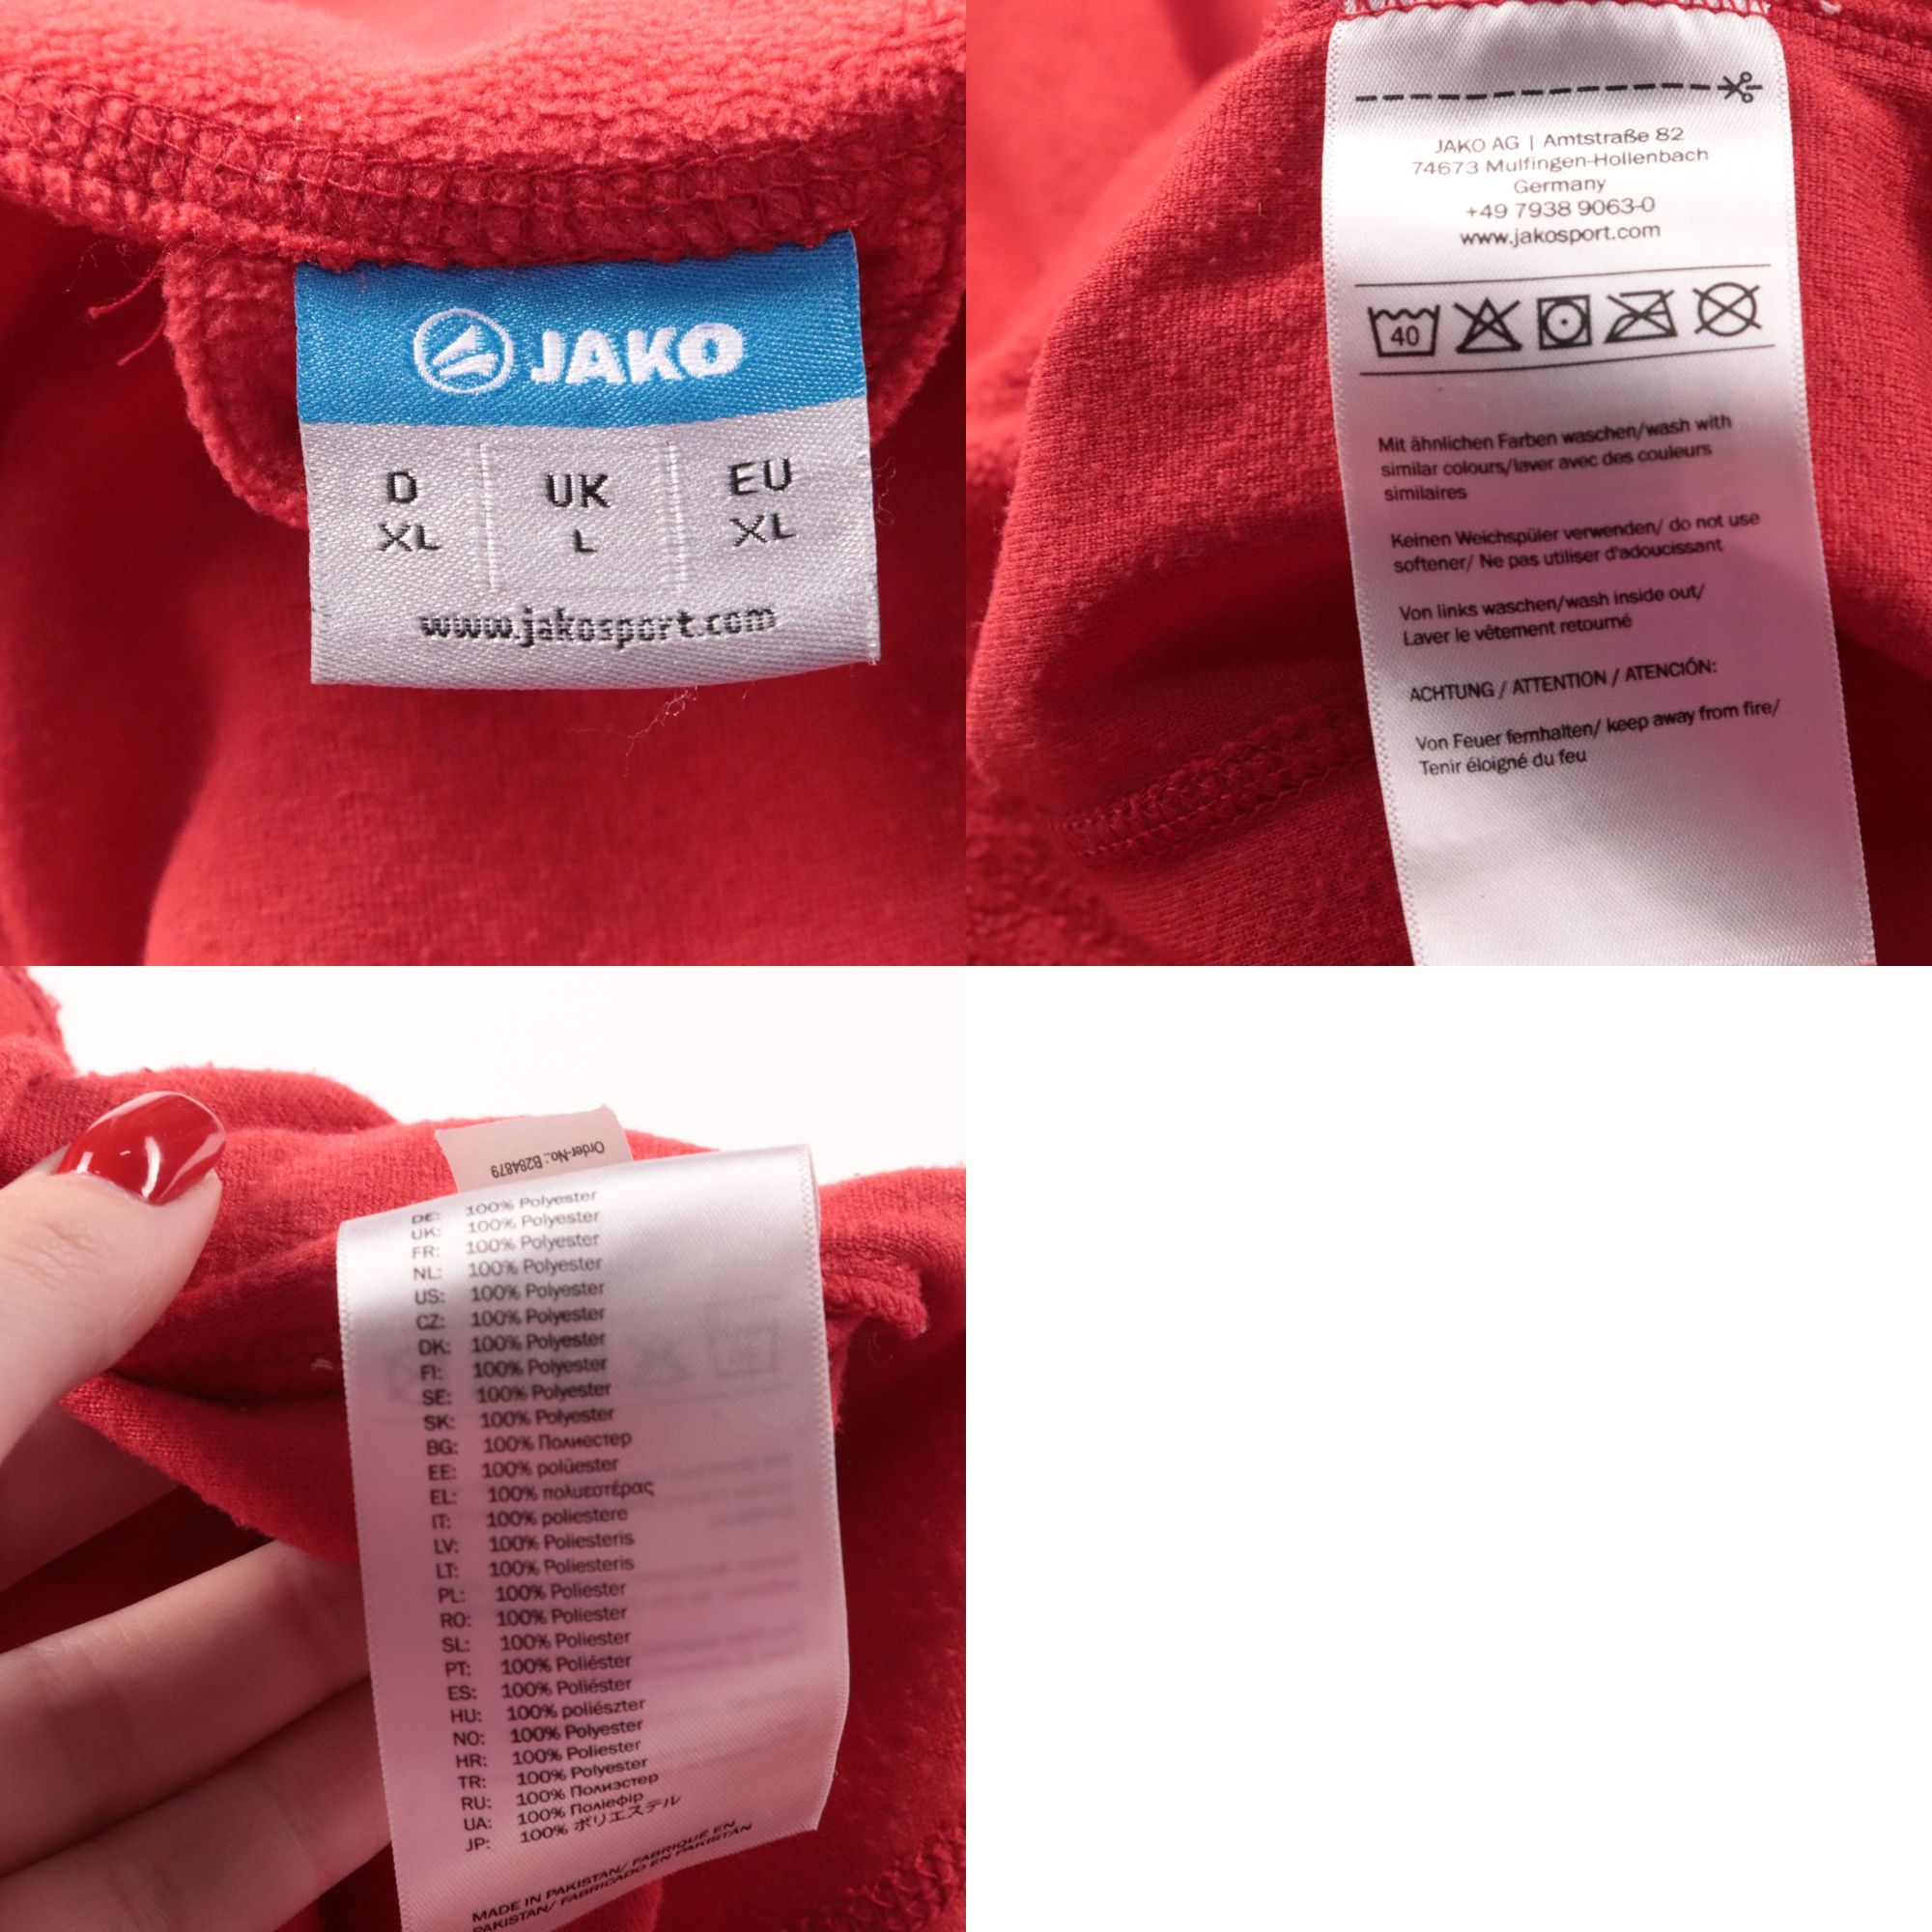 JAKO
D UK EU
XL L XL
www.jakosport.com
JAKO AG | Amtstraße 82
74673 Mulfingen-Hollenbach
Germany
+49 7938 9063-0
www.jakosport.com
40
Mit ähnlichen Farben waschen/wash with
similar colours/laver avec des couleurs
similaires
Keinen Weichspüler verwenden/ do not use
softener/ Ne pas utiliser d'adoucissant
Von links waschen/wash inside out/
Laver le vêtement retourné
ACHTUNG / ATTENTION / ATENCIÓN:
Von Feuer fernhalten/ keep away from fire/
Tenir éloigné du feu
Order-No.: B284879
DE: 100% Polyester
UK: 100% Polyester
FR: 100% Polyester
NL: 100% Polyester
US: 100% Polyester
CZ: 100% Polyester
DK: 100% Polyester
FI: 100% Polyester
SE: 100% Polyester
SK: 100% Polyester
BG: 100% Полиестер
EE: 100% polüester
EL: 100% πολυεστέρας
IT: 100% poliestere
LV: 100% Poliesteris
LT: 100% Poliesteris
PL: 100% Poliester
RO: 100% Poliester
SL: 100% Poliester
PT: 100% Poliéster
ES: 100% Poliéster
HU: 100% poliészter
NO: 100% Polyester
HR: 100% Poliester
TR: 100% Polyester
RU: 100% Полиэстер
UA: 100% Поліефір
JP: 100% ポリエステル
MADE IN PAKISTAN/ FABRIQUÉ EN
PAKISTAN/ FABRICADO EN PAKISTÁN